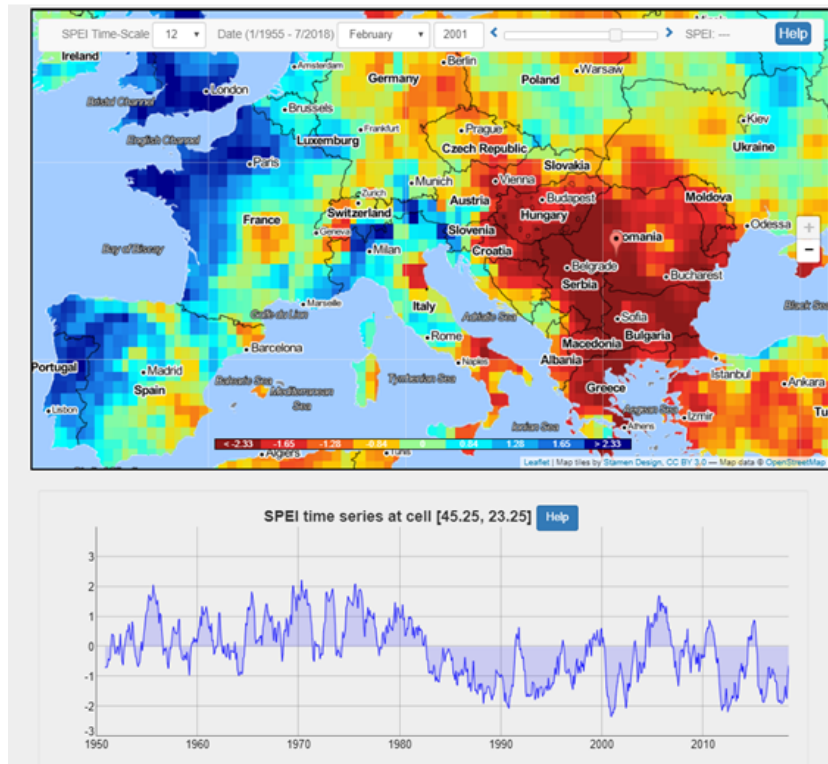 SPEI Time-Scale 12 Date (1/1955 - 7/2018) February 2001 SPEI: --- Help
Ireland
Amsterdam
Berlin
Germany
Poland
Warsaw
London
Bristol Channel
Brussels
English Channel
Luxemburg
Frankfurt
Prague
Kiev
Czech Republic
Ukraine
Paris
Slovakia
Munich
Vienna
Zurich
Austria
Budapest
Moldova
Switzerland
Hungary
France
Slovenia
Odessa
Geneva
Croatia
omania
Bay of Biscay
Milan
Belgrade
Bucharest
Serbia
Marseille
Italy
Black Sea
Golfe du Lion
Adriatic Sea
Sofia
Bulgaria
Rome
Macedonia
Barcelona
Albania
Istanbul
Portugal
Madrid
Naples
Balearic Sea
Tyrrhenian Sea
Ankara
Spain
Mediterranean Sea
Greece
Aegean Sea
Tu
Lisbon
Ionian Sea
Izmir
Athens
< -2.33 -1.65 -1.28 -0.84 0 0.84 1.28 1.65 > 2.33
Algiers
Tunis
Leaflet | Map tiles by Stamen Design, CC BY 3.0 — Map data © OpenStreetMap
SPEI time series at cell [45.25, 23.25] Help
3
2
1
0
-1
-2
-3
1950 1960 1970 1980 1990 2000 2010